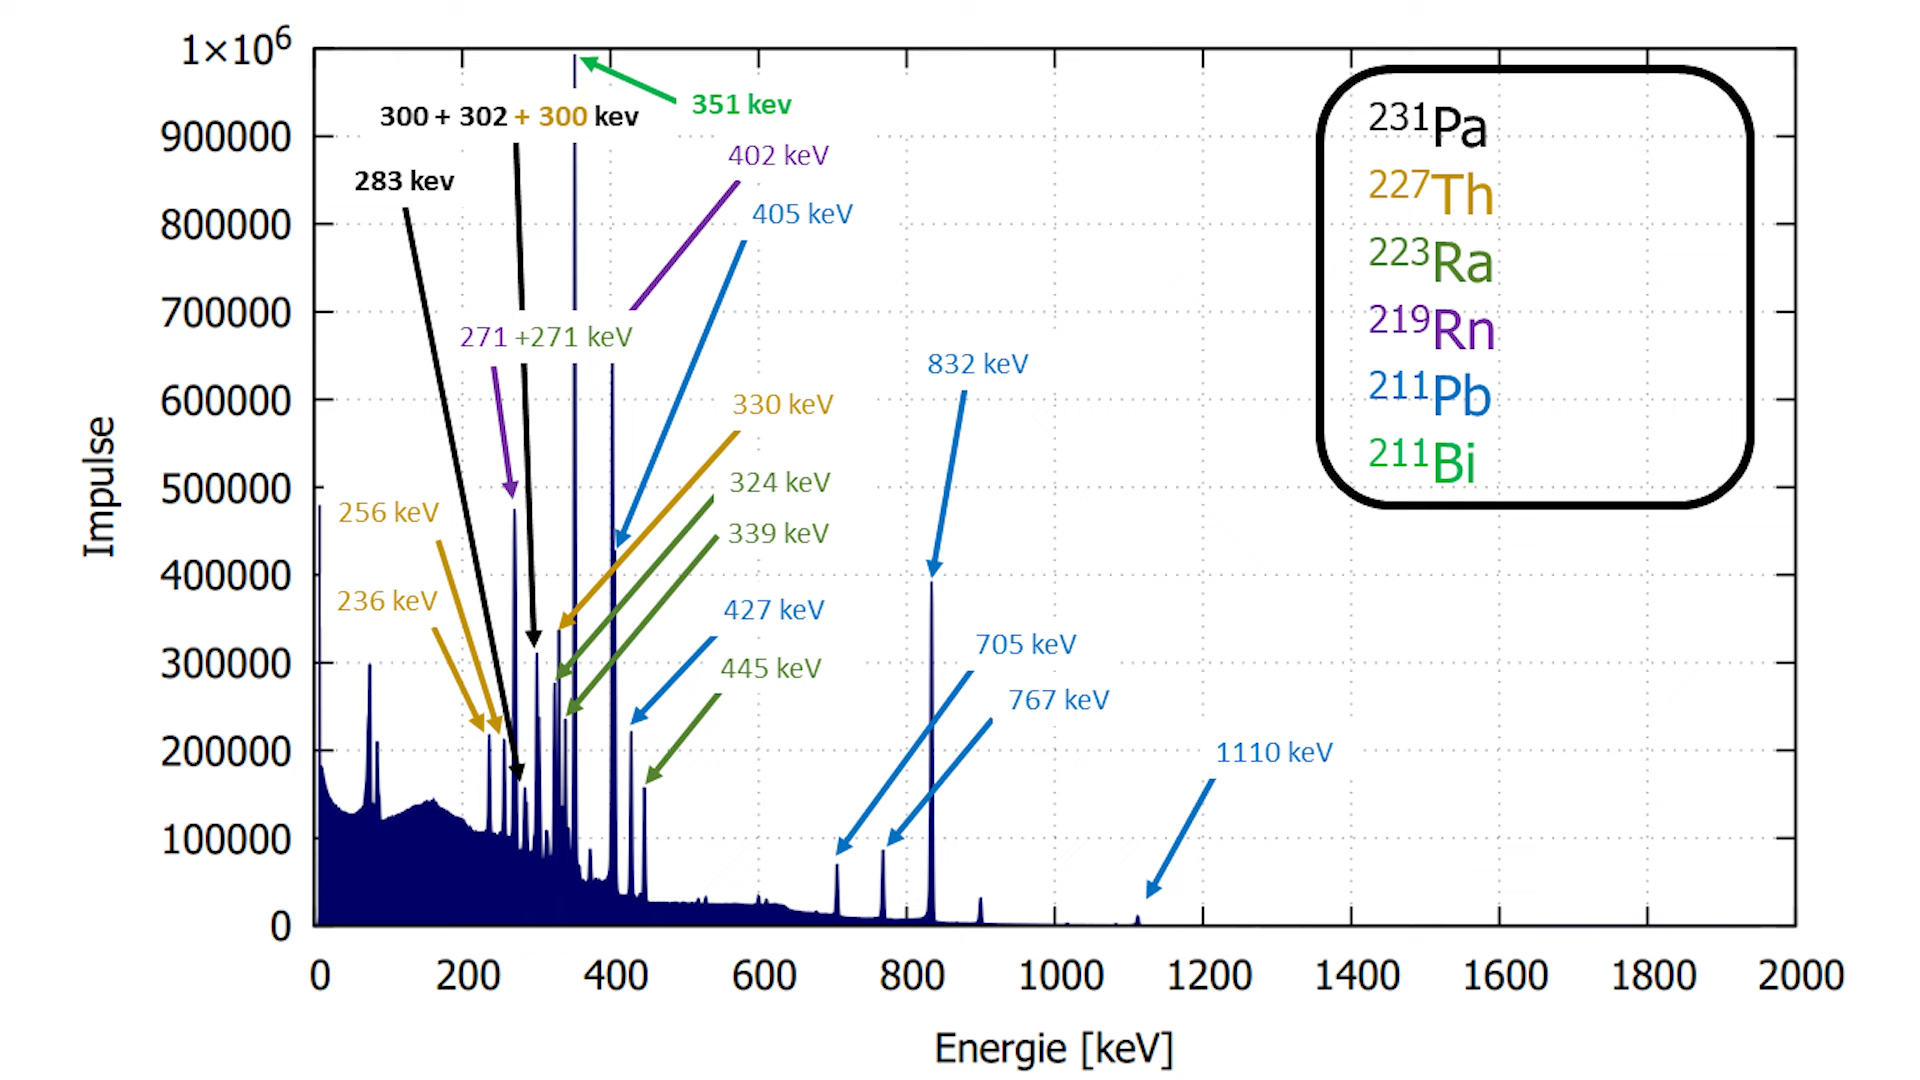 1×10⁶
900000
800000
700000
600000
500000
400000
300000
200000
100000
0
Impulse
0 200 400 600 800 1000 1200 1400 1600 1800 2000
Energie [keV]
351 kev
300 + 302 + 300 kev
283 kev
402 keV
405 keV
271 +271 keV
832 keV
330 keV
324 keV
339 keV
256 keV
236 keV
427 keV
445 keV
705 keV
767 keV
1110 keV
²³¹Pa
²²⁷Th
²²³Ra
²¹⁹Rn
²¹¹Pb
²¹¹Bi